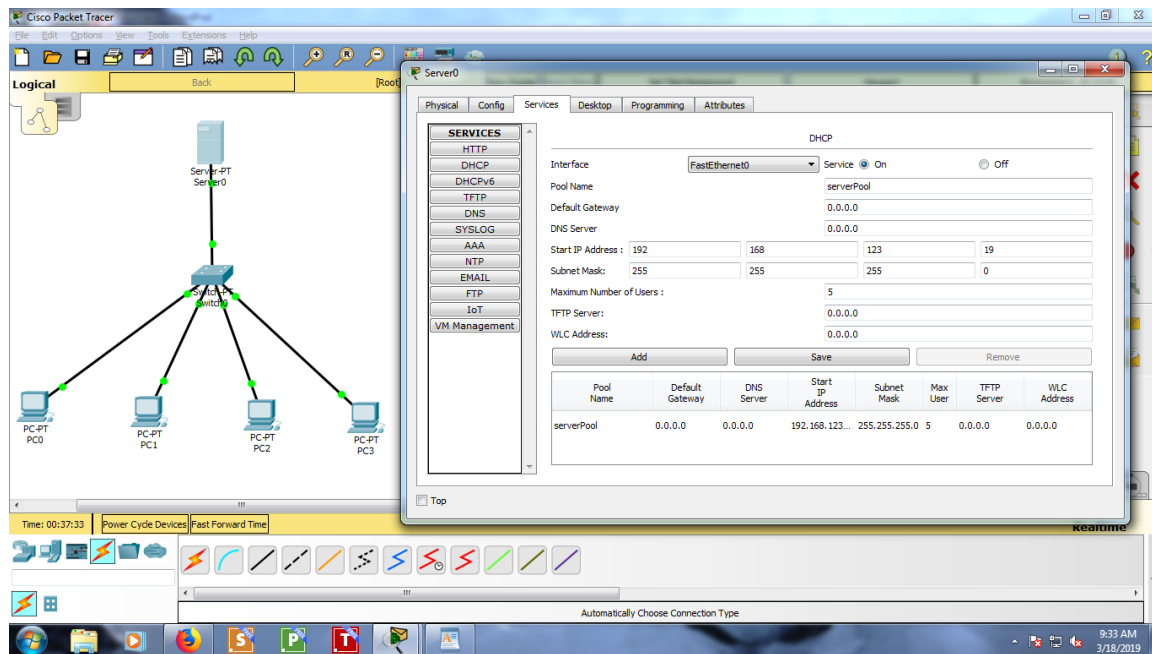 Cisco Packet Tracer
File Edit Options View Tools Extensions Help
Logical
Back
[Root]
Server-PT
Server0
Switch-PT
Switch0
PC-PT
PC0
PC-PT
PC1
PC-PT
PC2
PC-PT
PC3
Server0
Physical Config Services Desktop Programming Attributes
SERVICES
HTTP
DHCP
DHCPv6
TFTP
DNS
SYSLOG
AAA
NTP
EMAIL
FTP
IoT
VM Management
DHCP
Interface FastEthernet0 Service On Off
Pool Name serverPool
Default Gateway 0.0.0.0
DNS Server 0.0.0.0
Start IP Address : 192 168 123 19
Subnet Mask: 255 255 255 0
Maximum Number of Users : 5
TFTP Server: 0.0.0.0
WLC Address: 0.0.0.0
Add Save Remove
Pool Name Default Gateway DNS Server Start IP Address Subnet Mask Max User TFTP Server WLC Address
serverPool 0.0.0.0 0.0.0.0 192.168.123... 255.255.255.0 5 0.0.0.0 0.0.0.0
Top
Time: 00:37:33 Power Cycle Devices Fast Forward Time
Realtime
Automatically Choose Connection Type
9:33 AM
3/18/2019